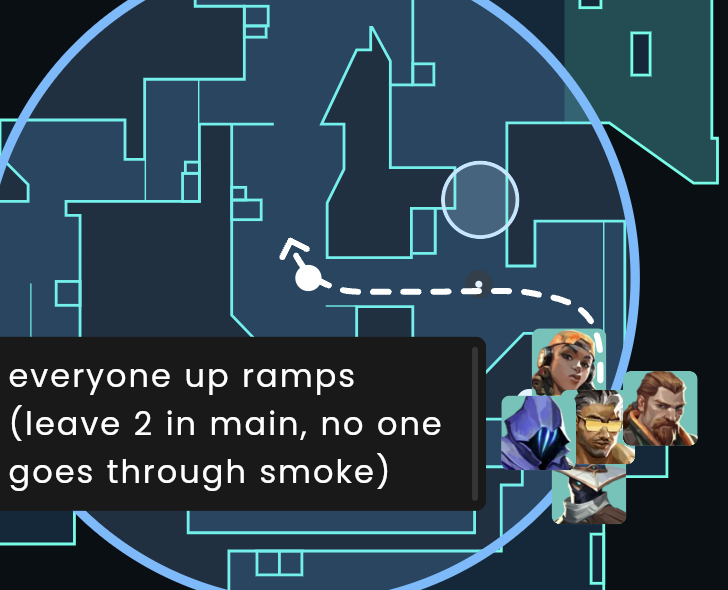 everyone up ramps
(leave 2 in main, no one
goes through smoke)